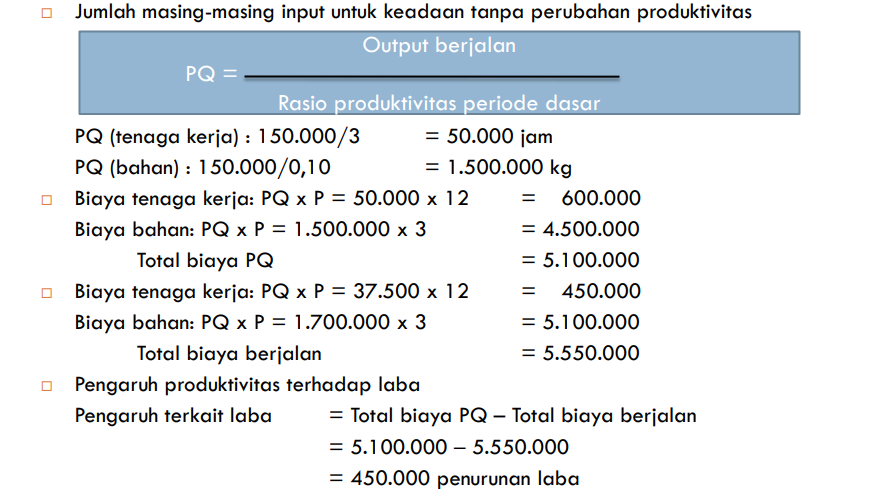 Jumlah masing-masing input untuk keadaan tanpa perubahan produktivitas
Output berjalan
PQ =
Rasio produktivitas periode dasar
PQ (tenaga kerja) : 150.000/3 = 50.000 jam
PQ (bahan) : 150.000/0,10 = 1.500.000 kg
Biaya tenaga kerja: PQ x P = 50.000 x 12 = 600.000
Biaya bahan: PQ x P = 1.500.000 x 3 = 4.500.000
Total biaya PQ = 5.100.000
Biaya tenaga kerja: PQ x P = 37.500 x 12 = 450.000
Biaya bahan: PQ x P = 1.700.000 x 3 = 5.100.000
Total biaya berjalan = 5.550.000
Pengaruh produktivitas terhadap laba
Pengaruh terkait laba = Total biaya PQ – Total biaya berjalan
= 5.100.000 – 5.550.000
= 450.000 penurunan laba